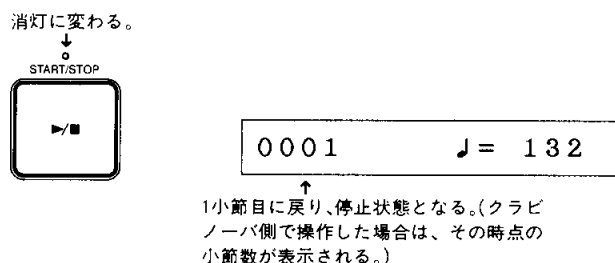 消灯に変わる。
START/STOP
►/■
0001 ♩= 132
1小節目に戻り、停止状態となる。(クラビ
ノーバ側で操作した場合は、その時点の
小節数が表示される。)